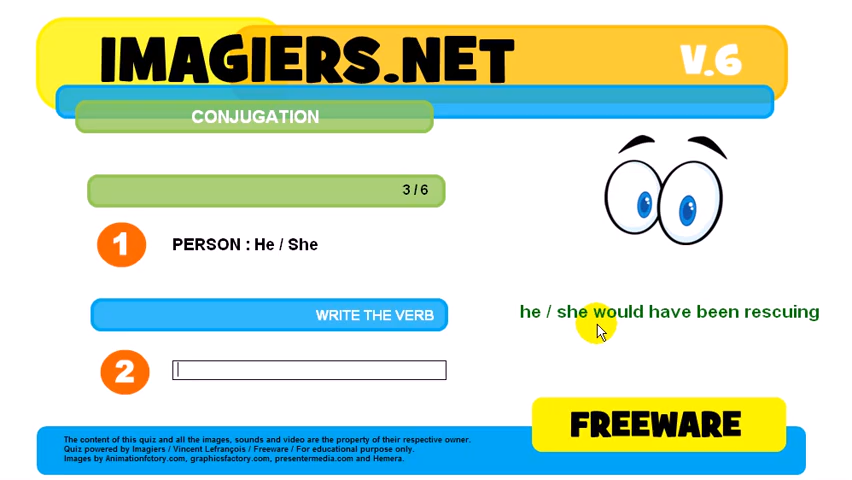 IMAGIERS.NET
V.6
CONJUGATION
3 / 6
1
PERSON : He / She
WRITE THE VERB
he / she would have been rescuing
2
FREEWARE
The content of this quiz and all the images, sounds and video are the property of their respective owner.
Quiz powered by Imagiers / Vincent Lefrançois / Freeware / For educational purpose only.
Images by Animationfctory.com, graphicsfactory.com, presentermedia.com and Hemera.